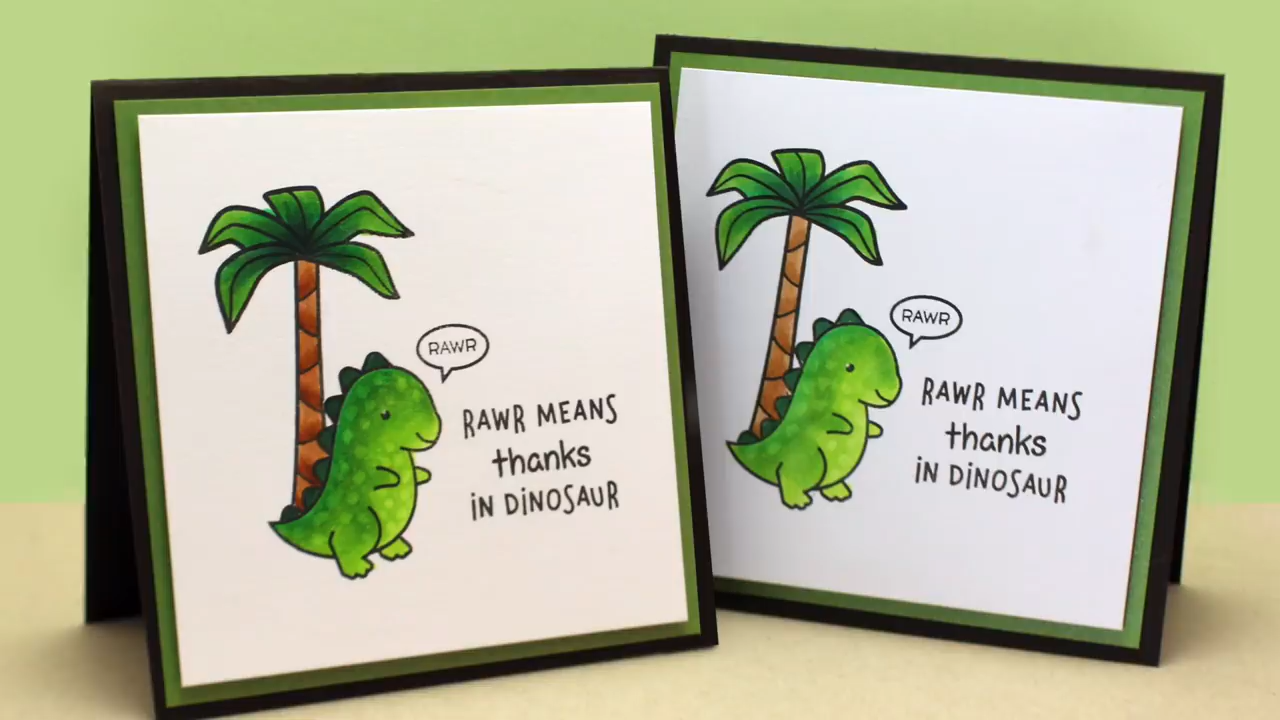 RAWR
RAWR MEANS
thanks
IN DINOSAUR
RAWR
RAWR MEANS
thanks
IN DINOSAUR